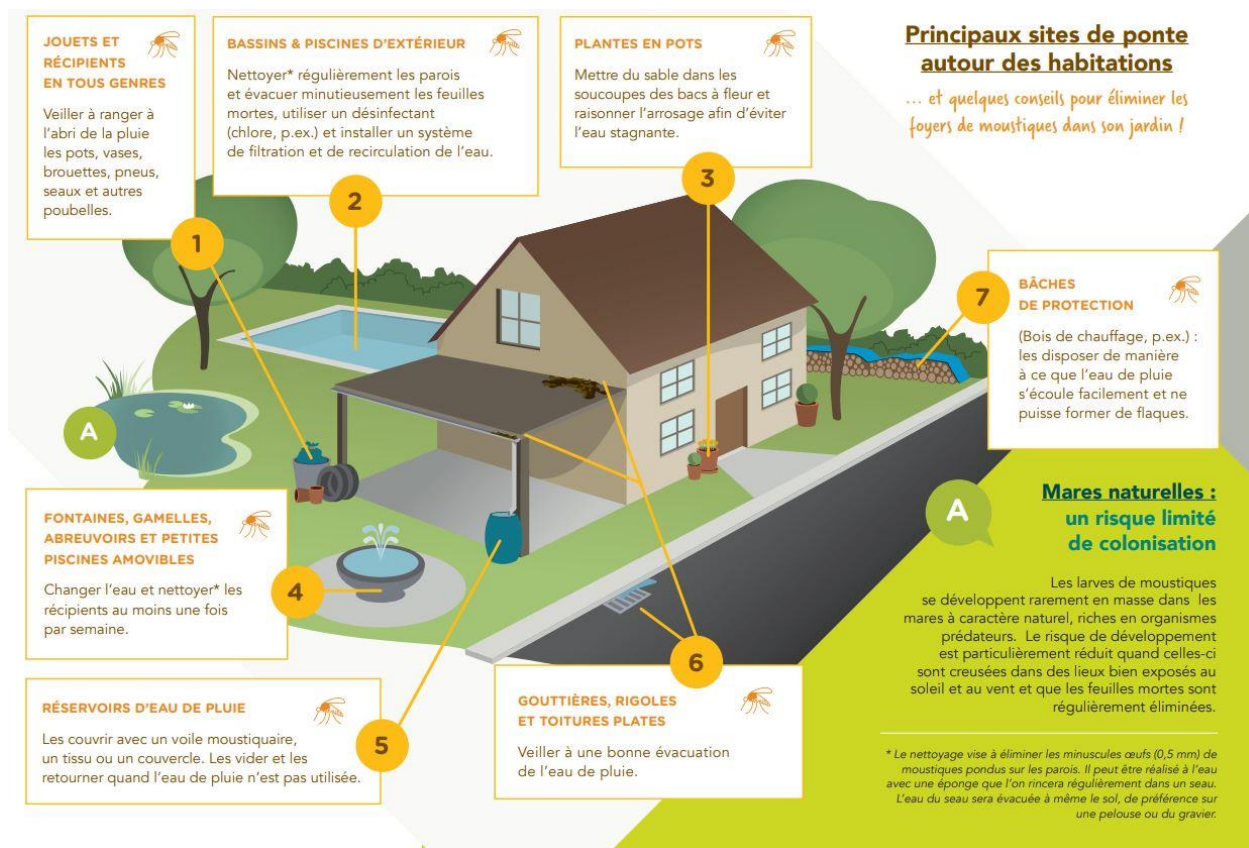 Principaux sites de ponte
autour des habitations
... et quelques conseils pour éliminer les
foyers de moustiques dans son jardin !
JOUETS ET
RÉCIPIENTS
EN TOUS GENRES
Veiller à ranger à
l'abri de la pluie
les pots, vases,
brouettes, pneus,
seaux et autres
poubelles.
1
BASSINS & PISCINES D'EXTÉRIEUR
Nettoyer* régulièrement les parois
et évacuer minutieusement les feuilles
mortes, utiliser un désinfectant
(chlore, p.ex.) et installer un système
de filtration et de recirculation de l'eau.
2
PLANTES EN POTS
Mettre du sable dans les
soucoupes des bacs à fleur et
raisonner l'arrosage afin d'éviter
l'eau stagnante.
3
7
BÂCHES
DE PROTECTION
(Bois de chauffage, p.ex.) :
les disposer de manière
à ce que l'eau de pluie
s'écoule facilement et ne
puisse former de flaques.
A
FONTAINES, GAMELLES,
ABREUVOIRS ET PETITES
PISCINES AMOVIBLES
Changer l'eau et nettoyer* les
récipients au moins une fois
par semaine.
4
RÉSERVOIRS D'EAU DE PLUIE
Les couvrir avec un voile moustiquaire,
un tissu ou un couvercle. Les vider et les
retourner quand l'eau de pluie n'est pas utilisée.
5
6
GOUTTIÈRES, RIGOLES
ET TOITURES PLATES
Veiller à une bonne évacuation
de l'eau de pluie.
A
Mares naturelles :
un risque limité
de colonisation
Les larves de moustiques
se développent rarement en masse dans les
mares à caractère naturel, riches en organismes
prédateurs. Le risque de développement
est particulièrement réduit quand celles-ci
sont creusées dans des lieux bien exposés au
soleil et au vent et que les feuilles mortes sont
régulièrement éliminées.
* Le nettoyage vise à éliminer les minuscules œufs (0,5 mm) de
moustiques pondus sur les parois. Il peut être réalisé à l'eau
avec une éponge que l'on rincera régulièrement dans un seau.
L'eau du seau sera évacuée à même le sol, de préférence sur
une pelouse ou du gravier.